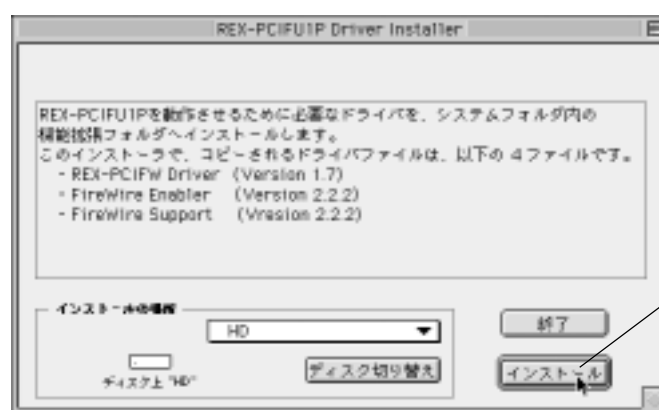 REX-PCIFU1P Driver Installer
REX-PCIFU1Pを動作させるために必要なドライバを、システムフォルダ内の
機能拡張フォルダへインストールします。
このインストーラで、コピーされるドライバファイルは、以下の 4ファイルです。
- REX-PCIFW Driver (Version 1.7)
- FireWire Enabler (Version 2.2.2)
- FireWire Support (Vresion 2.2.2)
インストールの場所
HD
終了
ディスク上 "HD"
ディスク切り替え
インストール